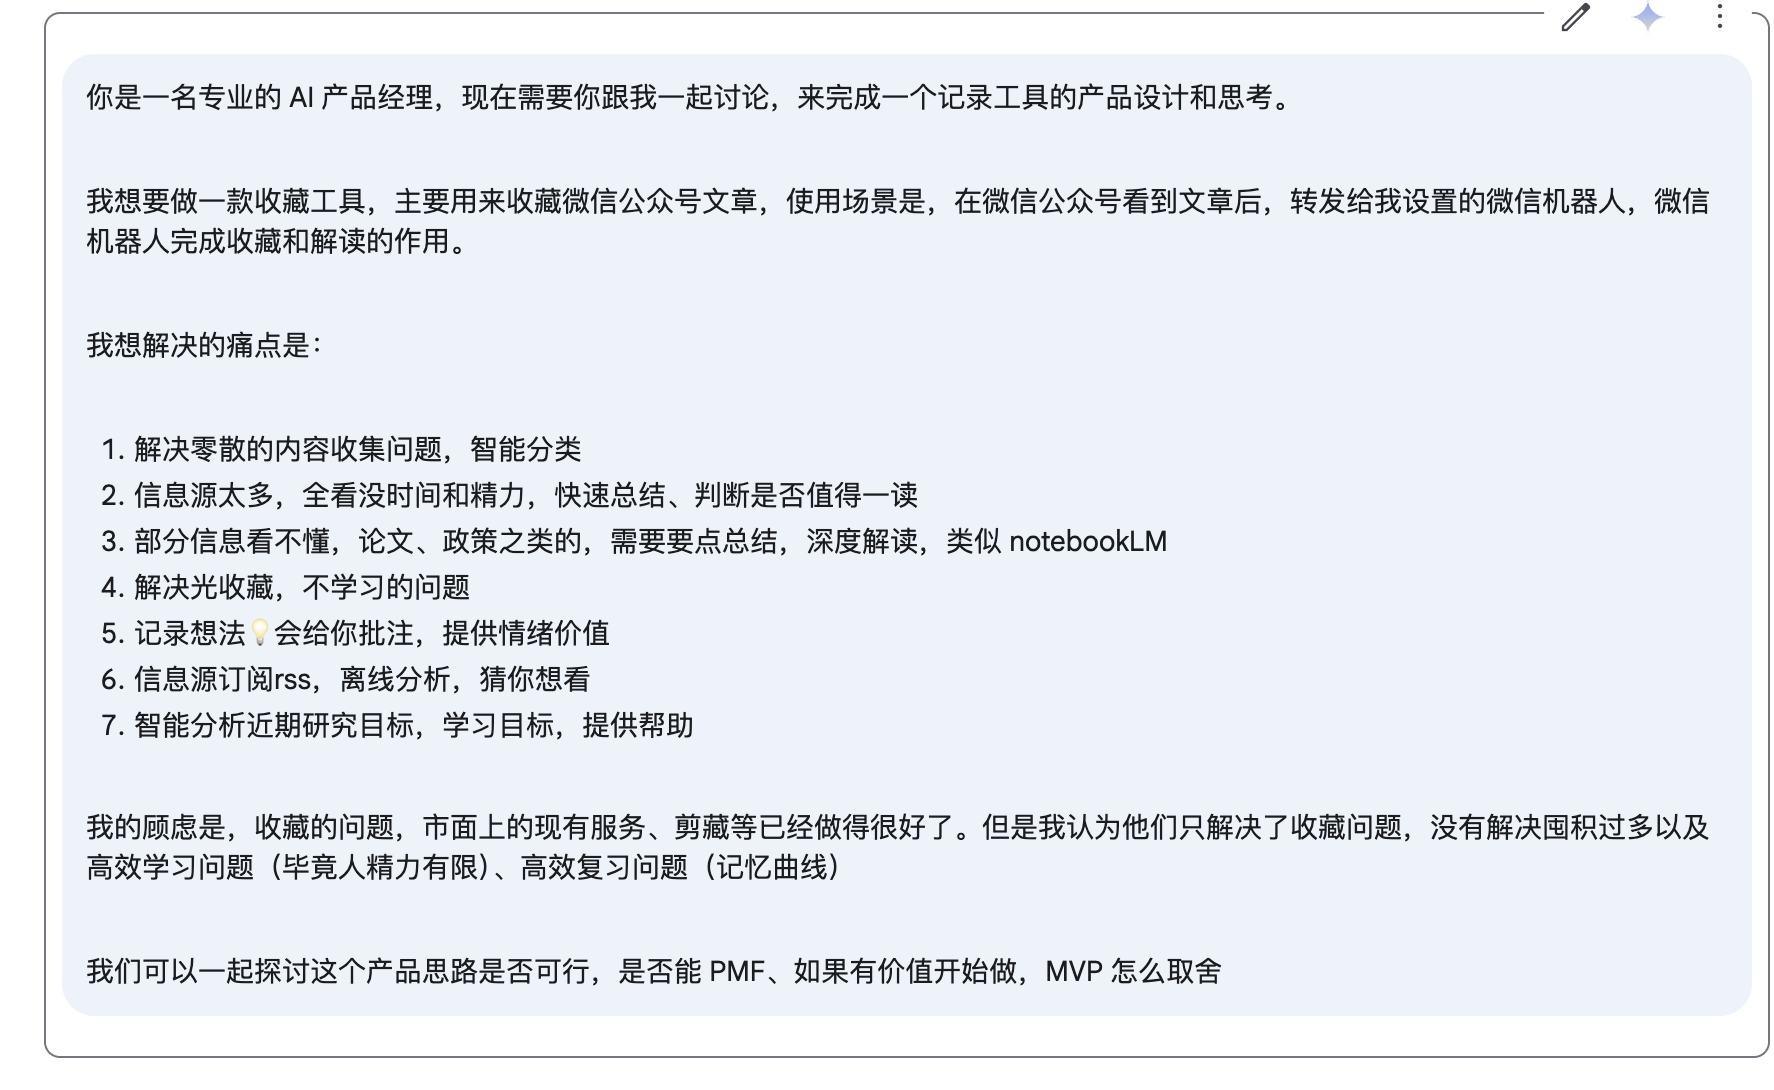 你是一名专业的 AI 产品经理，现在需要你跟我一起讨论，来完成一个记录工具的产品设计和思考。
我想要做一款收藏工具，主要用来收藏微信公众号文章，使用场景是，在微信公众号看到文章后，转发给我设置的微信机器人，微信
机器人完成收藏和解读的作用。
我想解决的痛点是：
1. 解决零散的内容收集问题，智能分类
2. 信息源太多，全看没时间和精力，快速总结、判断是否值得一读
3. 部分信息看不懂，论文、政策之类的，需要要点总结，深度解读，类似 notebookLM
4. 解决光收藏，不学习的问题
5. 记录想法💡会给你批注，提供情绪价值
6. 信息源订阅rss，离线分析，猜你想看
7. 智能分析近期研究目标，学习目标，提供帮助
我的顾虑是，收藏的问题，市面上的现有服务、剪藏等已经做得很好了。但是我认为他们只解决了收藏问题，没有解决囤积过多以及
高效学习问题（毕竟人精力有限）、高效复习问题（记忆曲线）
我们可以一起探讨这个产品思路是否可行，是否能 PMF、如果有价值开始做，MVP 怎么取舍